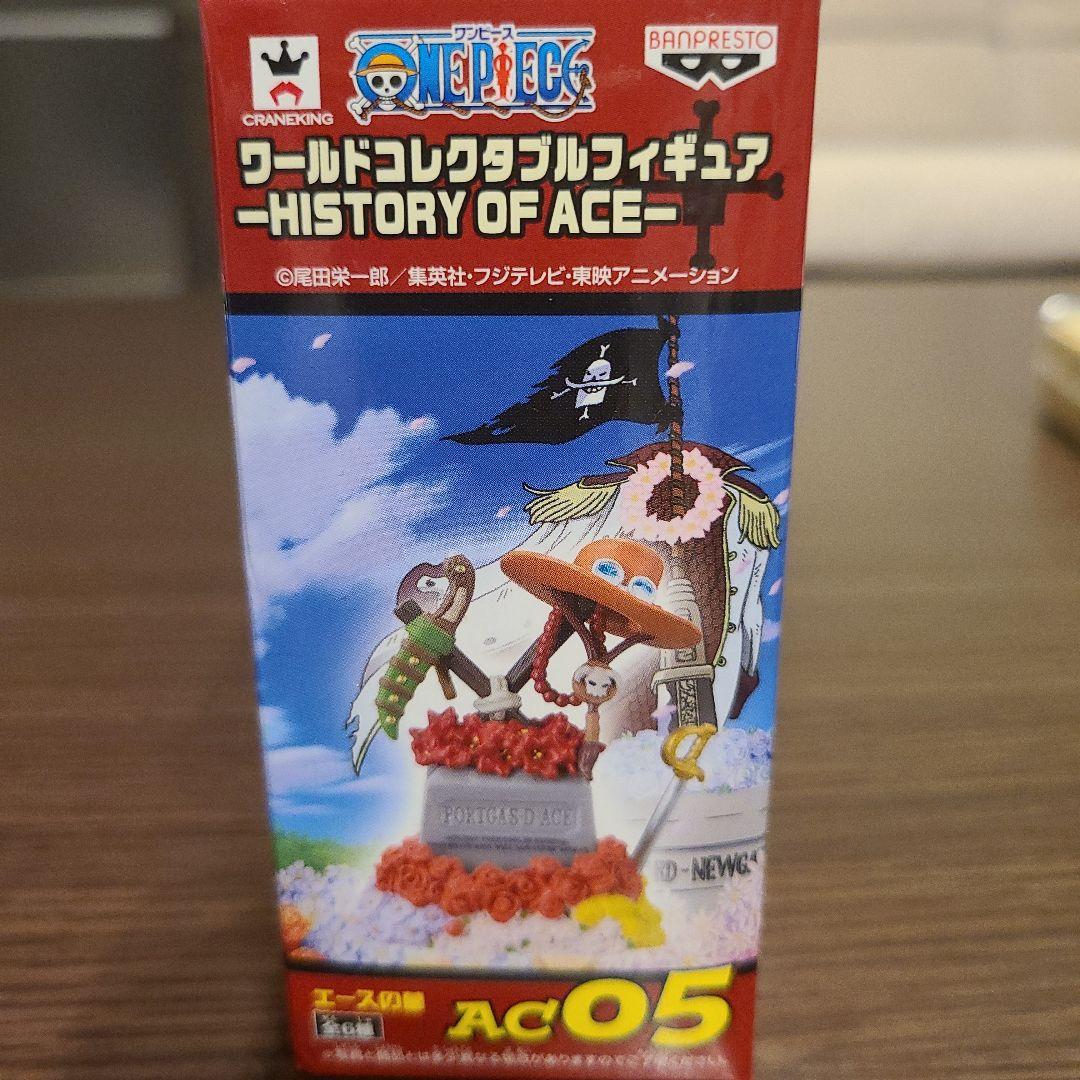 ワンピース
ONE PIECE
BANPRESTO
CRANEKING
ワールドコレクタブルフィギュア
-HISTORY OF ACE-
©尾田栄一郎/集英社・フジテレビ・東映アニメーション
PORTGAS D ACE
D-NEWGA
エースの墓
AC05
全6種